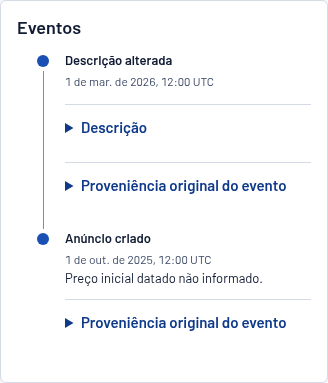 Eventos
Descrição alterada
1 de mar. de 2026, 12:00 UTC
Descrição
Proveniência original do evento
Anúncio criado
1 de out. de 2025, 12:00 UTC
Preço inicial datado não informado.
Proveniência original do evento